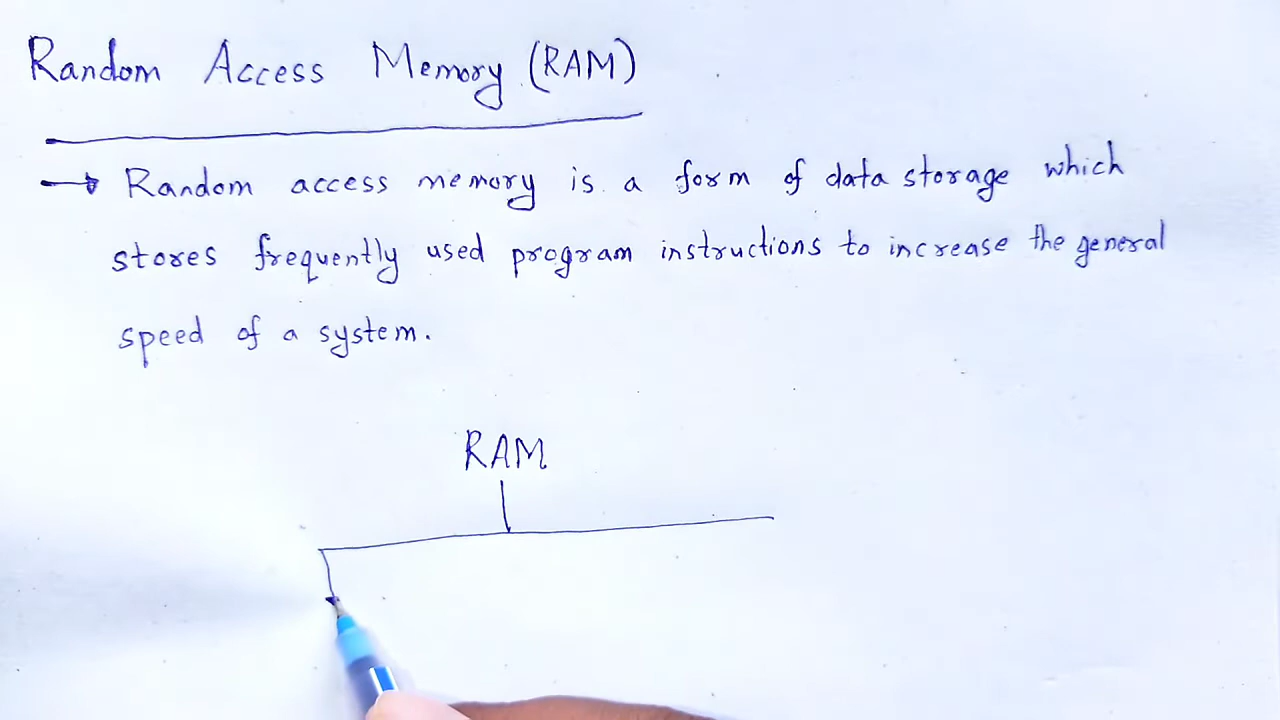 Random Access Memory (RAM)
→ Random access memory is a form of data storage which
stores frequently used program instructions to increase the general
speed of a system.
RAM